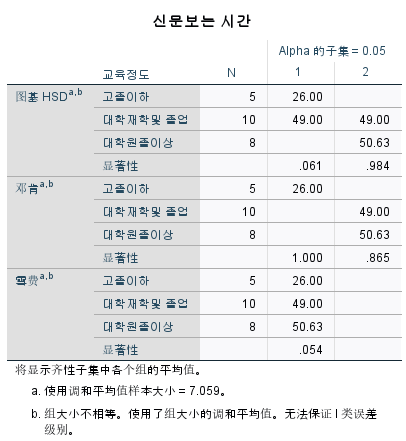 신문보는 시간
Alpha 的子集 = 0.05
교육정도 N 1 2
图基 HSDa,b 고졸이하 5 26.00
대학재학및 졸업 10 49.00 49.00
대학원졸이상 8 50.63
显著性 .061 .984
邓肯a,b 고졸이하 5 26.00
대학재학및 졸업 10 49.00
대학원졸이상 8 50.63
显著性 1.000 .865
雪费a,b 고졸이하 5 26.00
대학재학및 졸업 10 49.00
대학원졸이상 8 50.63
显著性 .054
将显示齐性子集中各个组的平均值。
a. 使用调和平均值样本大小 = 7.059。
b. 组大小不相等。使用了组大小的调和平均值。无法保证 I 类误差
级别。